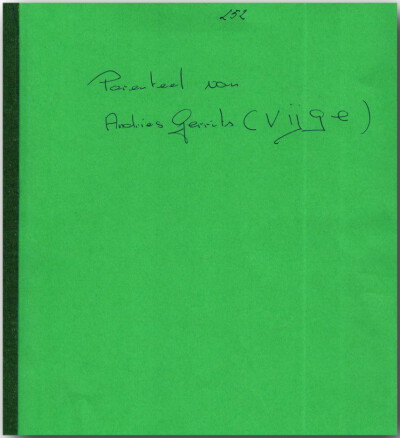 252
Parenteel van
Andries Gerrits (Vijge)